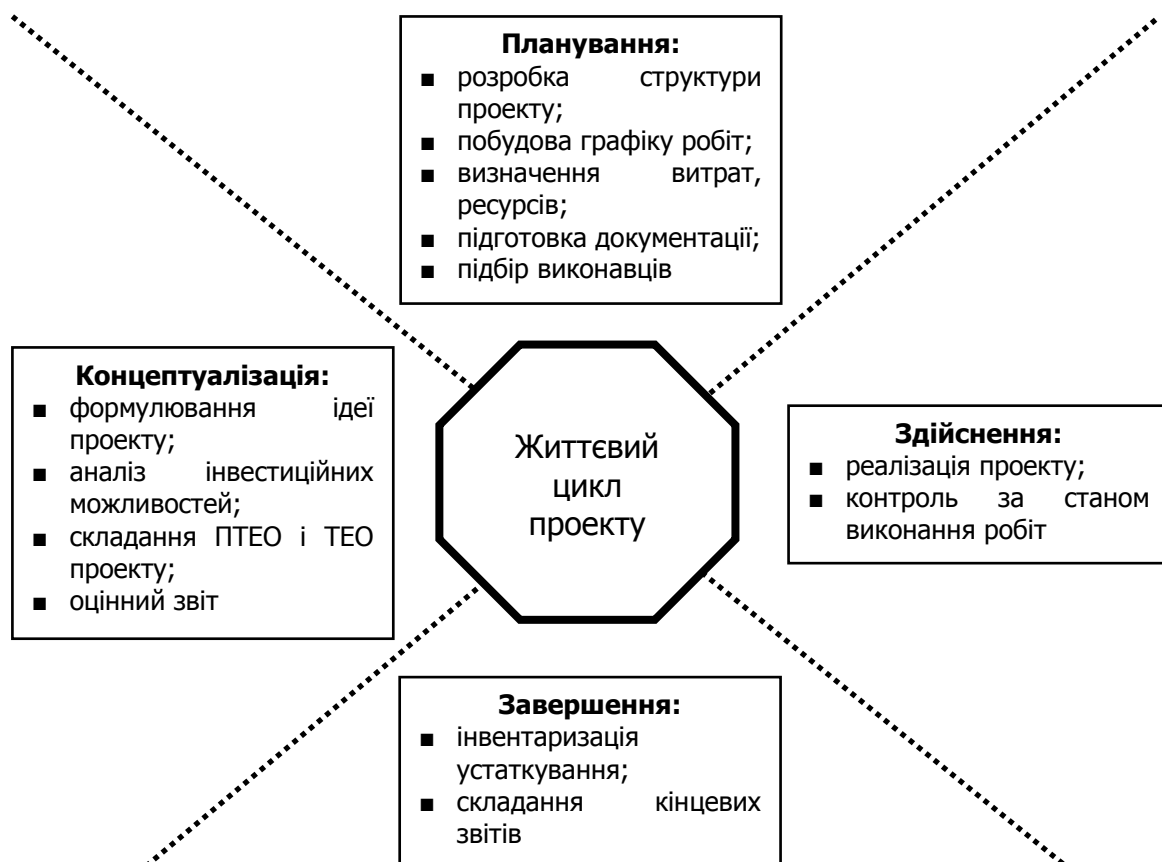 Планування:
■ розробка структури
проекту;
■ побудова графіку робіт;
■ визначення витрат,
ресурсів;
■ підготовка документації;
■ підбір виконавців
Концептуалізація:
■ формулювання ідеї
проекту;
■ аналіз інвестиційних
можливостей;
■ складання ПТЕО і ТЕО
проекту;
■ оцінний звіт
Життєвий
цикл
проекту
Здійснення:
■ реалізація проекту;
■ контроль за станом
виконання робіт
Завершення:
■ інвентаризація
устаткування;
■ складання кінцевих
звітів